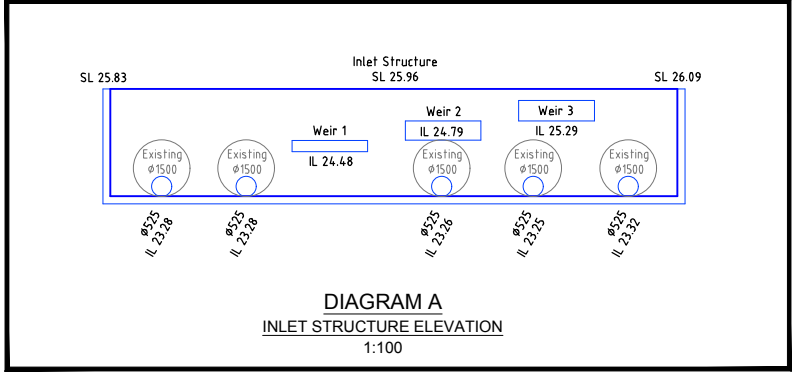 Inlet Structure
SL 25.83
SL 25.96
SL 26.09
Weir 1
IL 24.48
Weir 2
IL 24.79
Weir 3
IL 25.29
Existing
Ø1500
Existing
Ø1500
Existing
Ø1500
Existing
Ø1500
Existing
Ø1500
Ø525
IL 23.28
Ø525
IL 23.28
Ø525
IL 23.26
Ø525
IL 23.25
Ø525
IL 23.32
DIAGRAM A
INLET STRUCTURE ELEVATION
1:100